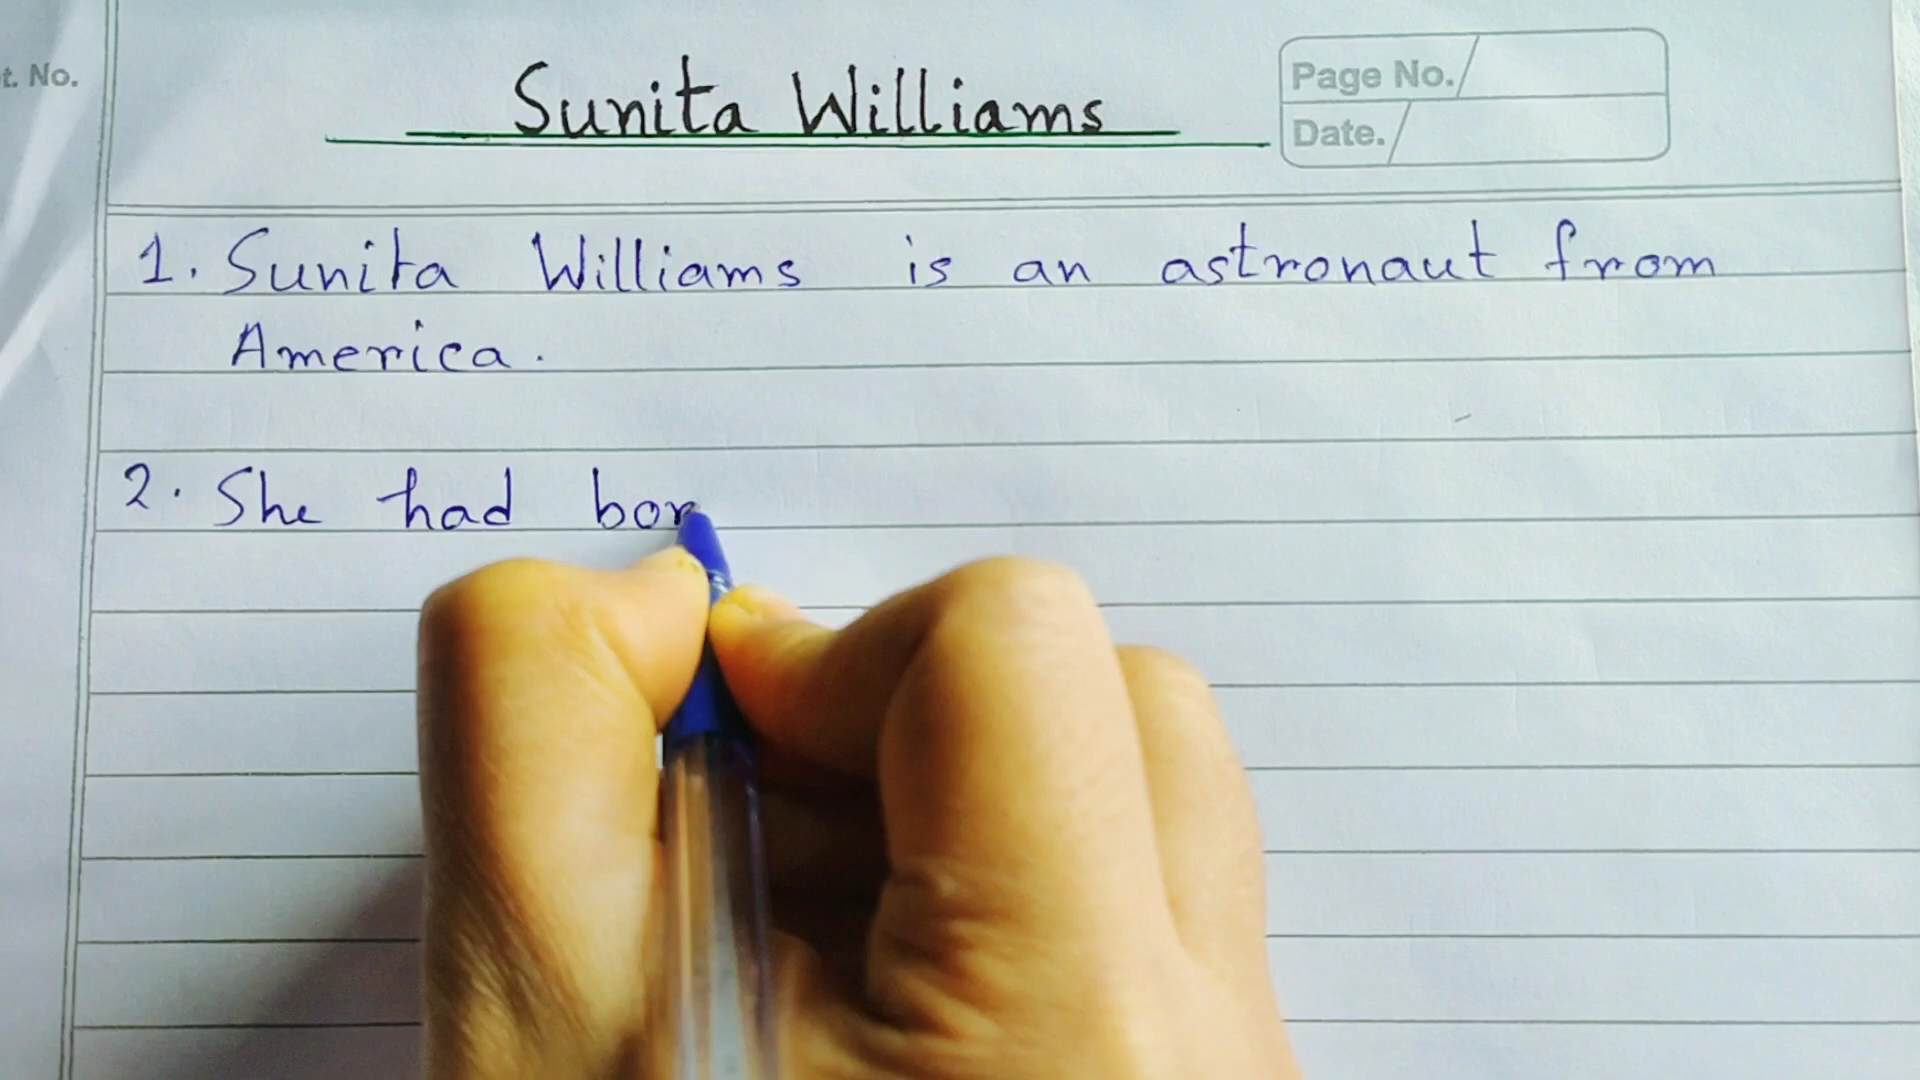 t. No.
Sunita Williams
Page No.
Date.
1. Sunita Williams is an astronaut from
America.
2. She had bor